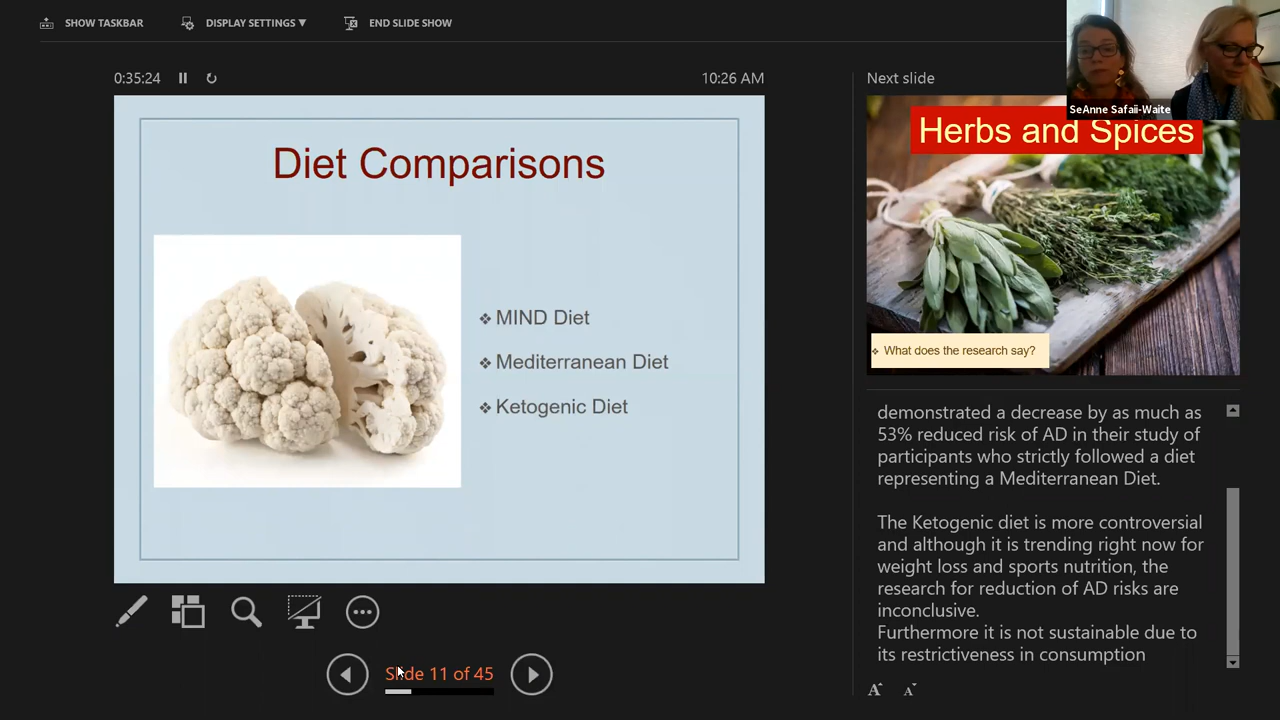 SHOW TASKBAR
DISPLAY SETTINGS ▼
END SLIDE SHOW
0:35:24
10:26 AM
Diet Comparisons
❖ MIND Diet
❖ Mediterranean Diet
❖ Ketogenic Diet
Slide 11 of 45
Next slide
SeAnne Safaii-Waite
Herbs and Spices
❖ What does the research say?
demonstrated a decrease by as much as
53% reduced risk of AD in their study of
participants who strictly followed a diet
representing a Mediterranean Diet.
The Ketogenic diet is more controversial
and although it is trending right now for
weight loss and sports nutrition, the
research for reduction of AD risks are
inconclusive.
Furthermore it is not sustainable due to
its restrictiveness in consumption
A A